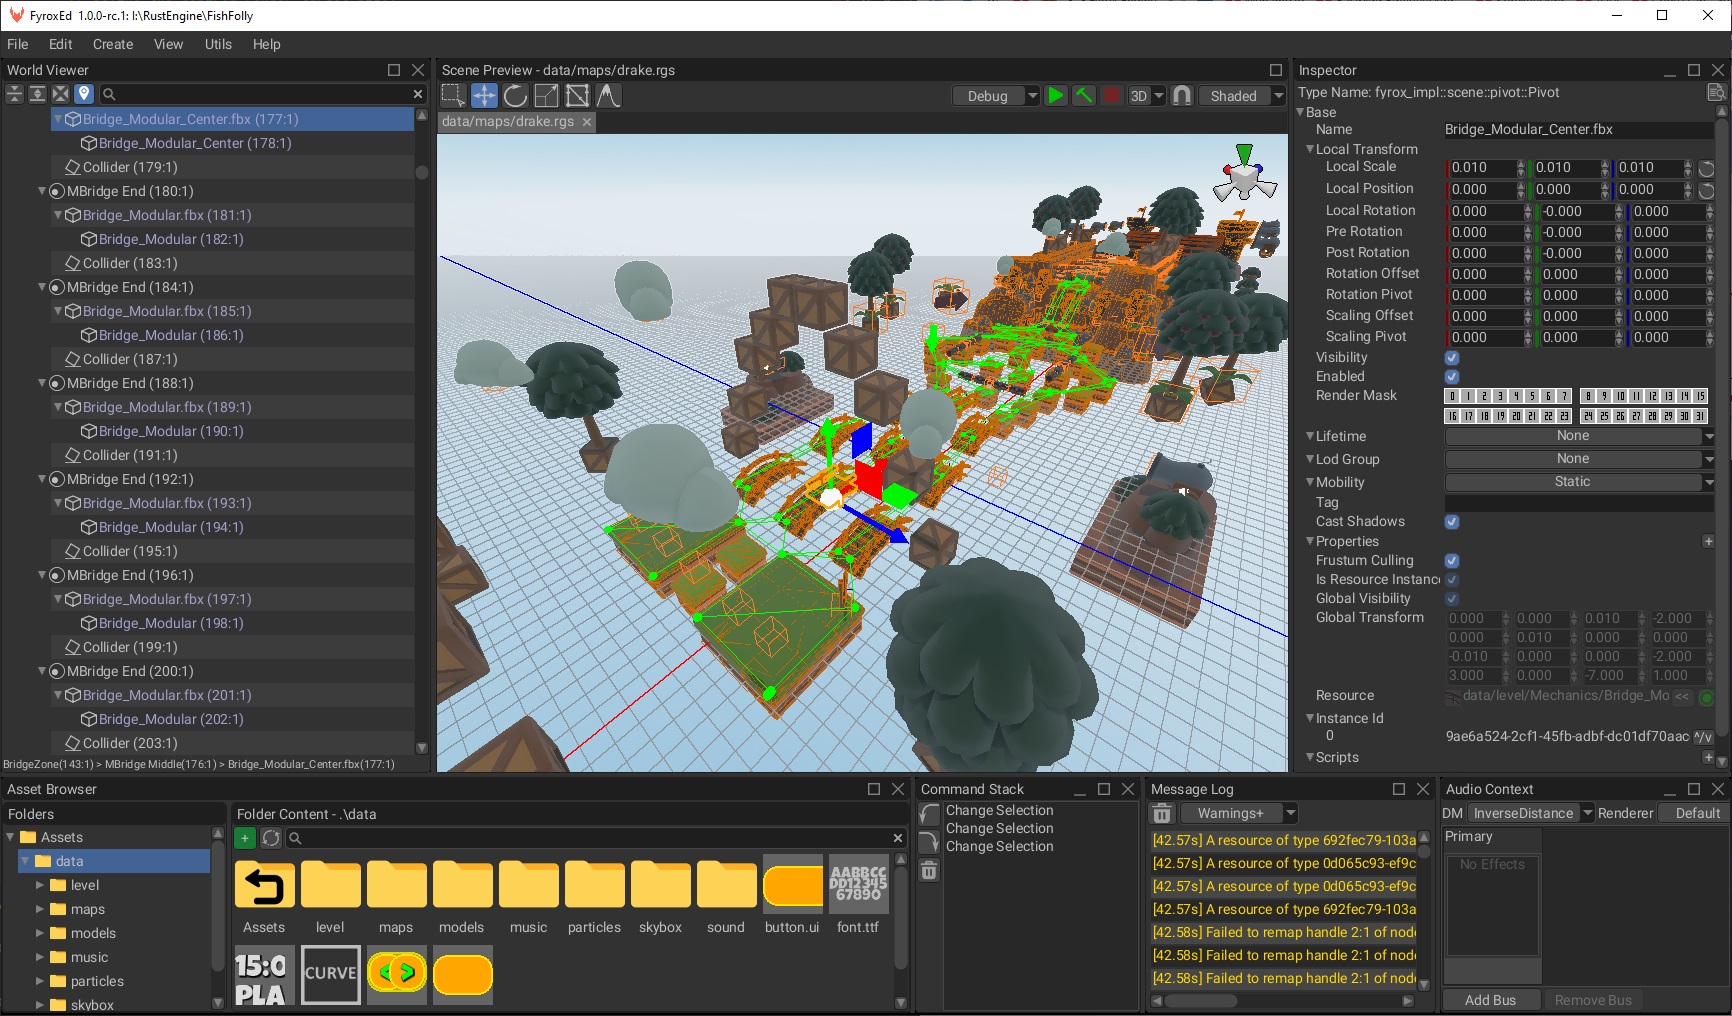 FyroxEd 1.0.0-rc.1: I:\RustEngine\FishFolly
File Edit Create View Utils Help
World Viewer
Bridge_Modular_Center.fbx (177:1)
Bridge_Modular_Center (178:1)
Collider (179:1)
MBridge End (180:1)
Bridge_Modular.fbx (181:1)
Bridge_Modular (182:1)
Collider (183:1)
MBridge End (184:1)
Bridge_Modular.fbx (185:1)
Bridge_Modular (186:1)
Collider (187:1)
MBridge End (188:1)
Bridge_Modular.fbx (189:1)
Bridge_Modular (190:1)
Collider (191:1)
MBridge End (192:1)
Bridge_Modular.fbx (193:1)
Bridge_Modular (194:1)
Collider (195:1)
MBridge End (196:1)
Bridge_Modular.fbx (197:1)
Bridge_Modular (198:1)
Collider (199:1)
MBridge End (200:1)
Bridge_Modular.fbx (201:1)
Bridge_Modular (202:1)
Collider (203:1)
BridgeZone(143:1) > MBridge Middle(176:1) > Bridge_Modular_Center.fbx(177:1)
Scene Preview - data/maps/drake.rgs
Debug 3D Shaded
data/maps/drake.rgs
Inspector
Type Name: fyrox_impl::scene::pivot::Pivot
Base
Name Bridge_Modular_Center.fbx
Local Transform
Local Scale 0.010 0.010 0.010
Local Position 0.000 0.000 0.000
Local Rotation 0.000 -0.000 0.000
Pre Rotation 0.000 -0.000 0.000
Post Rotation 0.000 -0.000 0.000
Rotation Offset 0.000 0.000 0.000
Rotation Pivot 0.000 0.000 0.000
Scaling Offset 0.000 0.000 0.000
Scaling Pivot 0.000 0.000 0.000
Visibility
Enabled
Render Mask 0 1 2 3 4 5 6 7 8 9 10 11 12 13 14 15
16 17 18 19 20 21 22 23 24 25 26 27 28 29 30 31
Lifetime None
Lod Group None
Mobility Static
Tag
Cast Shadows
Properties +
Frustum Culling
Is Resource Instanc
Global Visibility
Global Transform 0.000 0.000 0.010 -2.000
0.000 0.010 0.000 0.000
-0.010 0.000 0.000 -2.000
3.000 0.000 -7.000 1.000
Resource data/level/Mechanics/Bridge_Mo <<
Instance Id
0 9ae6a524-2cf1-45fb-adbf-dc01df70aac ^/v
Scripts +
Asset Browser
Folders
Assets
data
level
maps
models
music
particles
skybox
Folder Content - .\data
+
Assets level maps models music particles skybox sound button.ui font.ttf
AABBCC
DD12345
67890
15:0
PLA
CURVE
Command Stack
Change Selection
Change Selection
Change Selection
Message Log
Warnings+
[42.57s] A resource of type 692fec79-103a
[42.57s] A resource of type 0d065c93-ef9c
[42.57s] A resource of type 0d065c93-ef9c
[42.57s] A resource of type 692fec79-103a
[42.58s] Failed to remap handle 2:1 of node
[42.58s] Failed to remap handle 2:1 of node
[42.58s] Failed to remap handle 2:1 of node
Audio Context
DM InverseDistance Renderer Default
Primary
No Effects
Add Bus Remove Bus